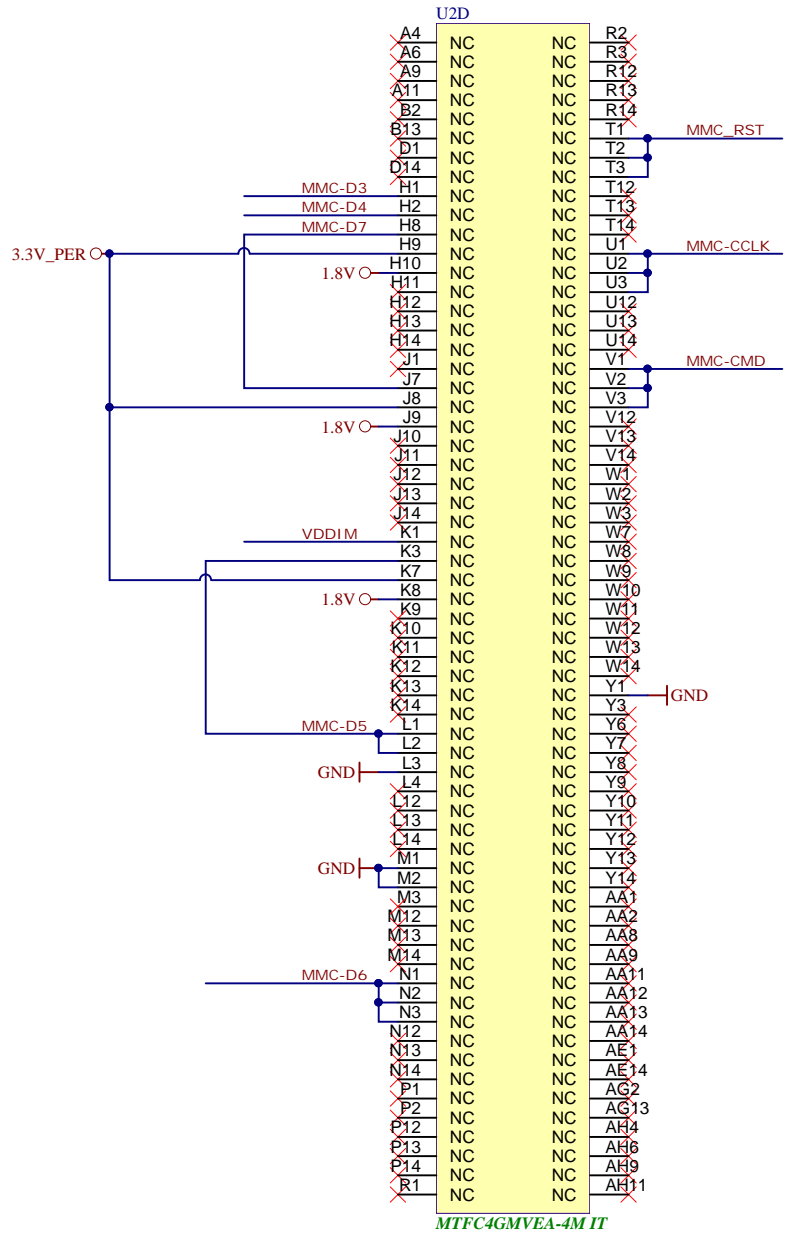 U2D
A4 NC NC R2
A6 NC NC R3
A9 NC NC R12
A11 NC NC R13
B2 NC NC R14
B13 NC NC T1 MMC_RST
D1 NC NC T2
D14 NC NC T3
MMC-D3 H1 NC NC T12
MMC-D4 H2 NC NC T13
MMC-D7 H8 NC NC T14
3.3V_PER H9 NC NC U1 MMC-CCLK
1.8V H10 NC NC U2
H11 NC NC U3
H12 NC NC U12
H13 NC NC U13
H14 NC NC U14
J1 NC NC V1 MMC-CMD
J7 NC NC V2
J8 NC NC V3
1.8V J9 NC NC V12
J10 NC NC V13
J11 NC NC V14
J12 NC NC W1
J13 NC NC W2
J14 NC NC W3
VDDIM K1 NC NC W7
K3 NC NC W8
K7 NC NC W9
1.8V K8 NC NC W10
K9 NC NC W11
K10 NC NC W12
K11 NC NC W13
K12 NC NC W14
K13 NC NC Y1 GND
K14 NC NC Y3
MMC-D5 L1 NC NC Y6
L2 NC NC Y7
GND L3 NC NC Y8
L4 NC NC Y9
L12 NC NC Y10
L13 NC NC Y11
L14 NC NC Y12
GND M1 NC NC Y13
M2 NC NC Y14
M3 NC NC AA1
M12 NC NC AA2
M13 NC NC AA8
M14 NC NC AA9
MMC-D6 N1 NC NC AA11
N2 NC NC AA12
N3 NC NC AA13
N12 NC NC AA14
N13 NC NC AE1
N14 NC NC AE14
P1 NC NC AG2
P2 NC NC AG13
P12 NC NC AH4
P13 NC NC AH6
P14 NC NC AH9
R1 NC NC AH11
MTFC4GMVEA-4M IT